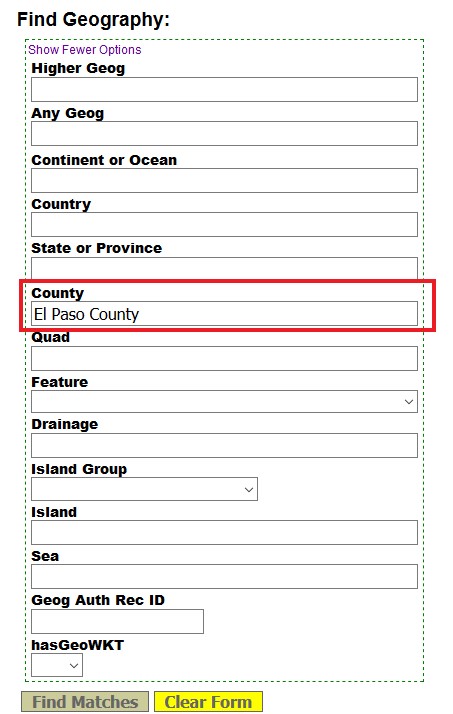 Find Geography:
Show Fewer Options
Higher Geog
Any Geog
Continent or Ocean
Country
State or Province
County
El Paso County
Quad
Feature
Drainage
Island Group
Island
Sea
Geog Auth Rec ID
hasGeoWKT
Find Matches Clear Form